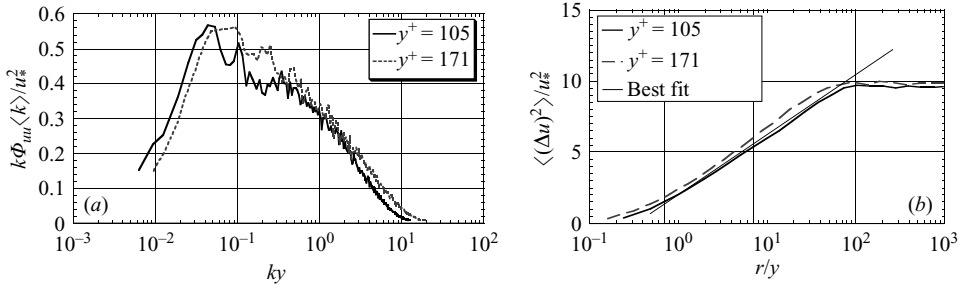 kΦuu⟨k⟩/u*²
0.6
0.5
0.4
0.3
0.2
0.1
0
y⁺ = 105
y⁺ = 171
(a)
10⁻³ 10⁻² 10⁻¹ 10⁰ 10¹ 10²
ky
⟨(Δu)²⟩/u*²
15
10
5
0
y⁺ = 105
y⁺ = 171
Best fit
(b)
10⁻¹ 10⁰ 10¹ 10² 10³
r/y